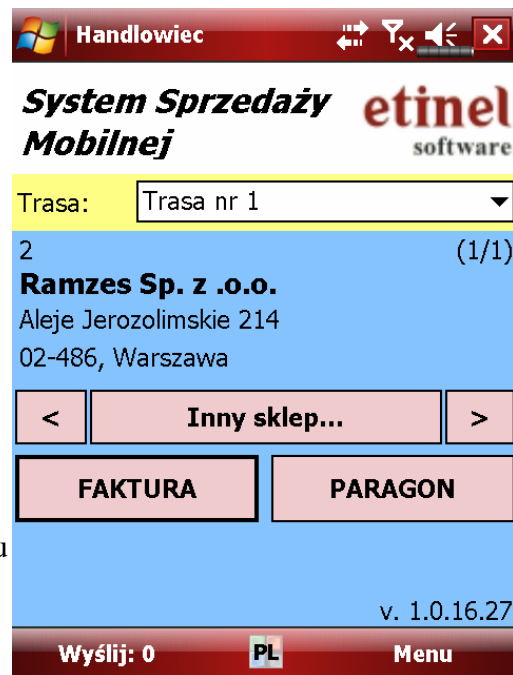 Handlowiec
System Sprzedaży
Mobilnej
etinel
software
Trasa: Trasa nr 1
2 (1/1)
Ramzes Sp. z .o.o.
Aleje Jerozolimskie 214
02-486, Warszawa
< Inny sklep... >
FAKTURA PARAGON
u
v. 1.0.16.27
Wyślij: 0 PL Menu